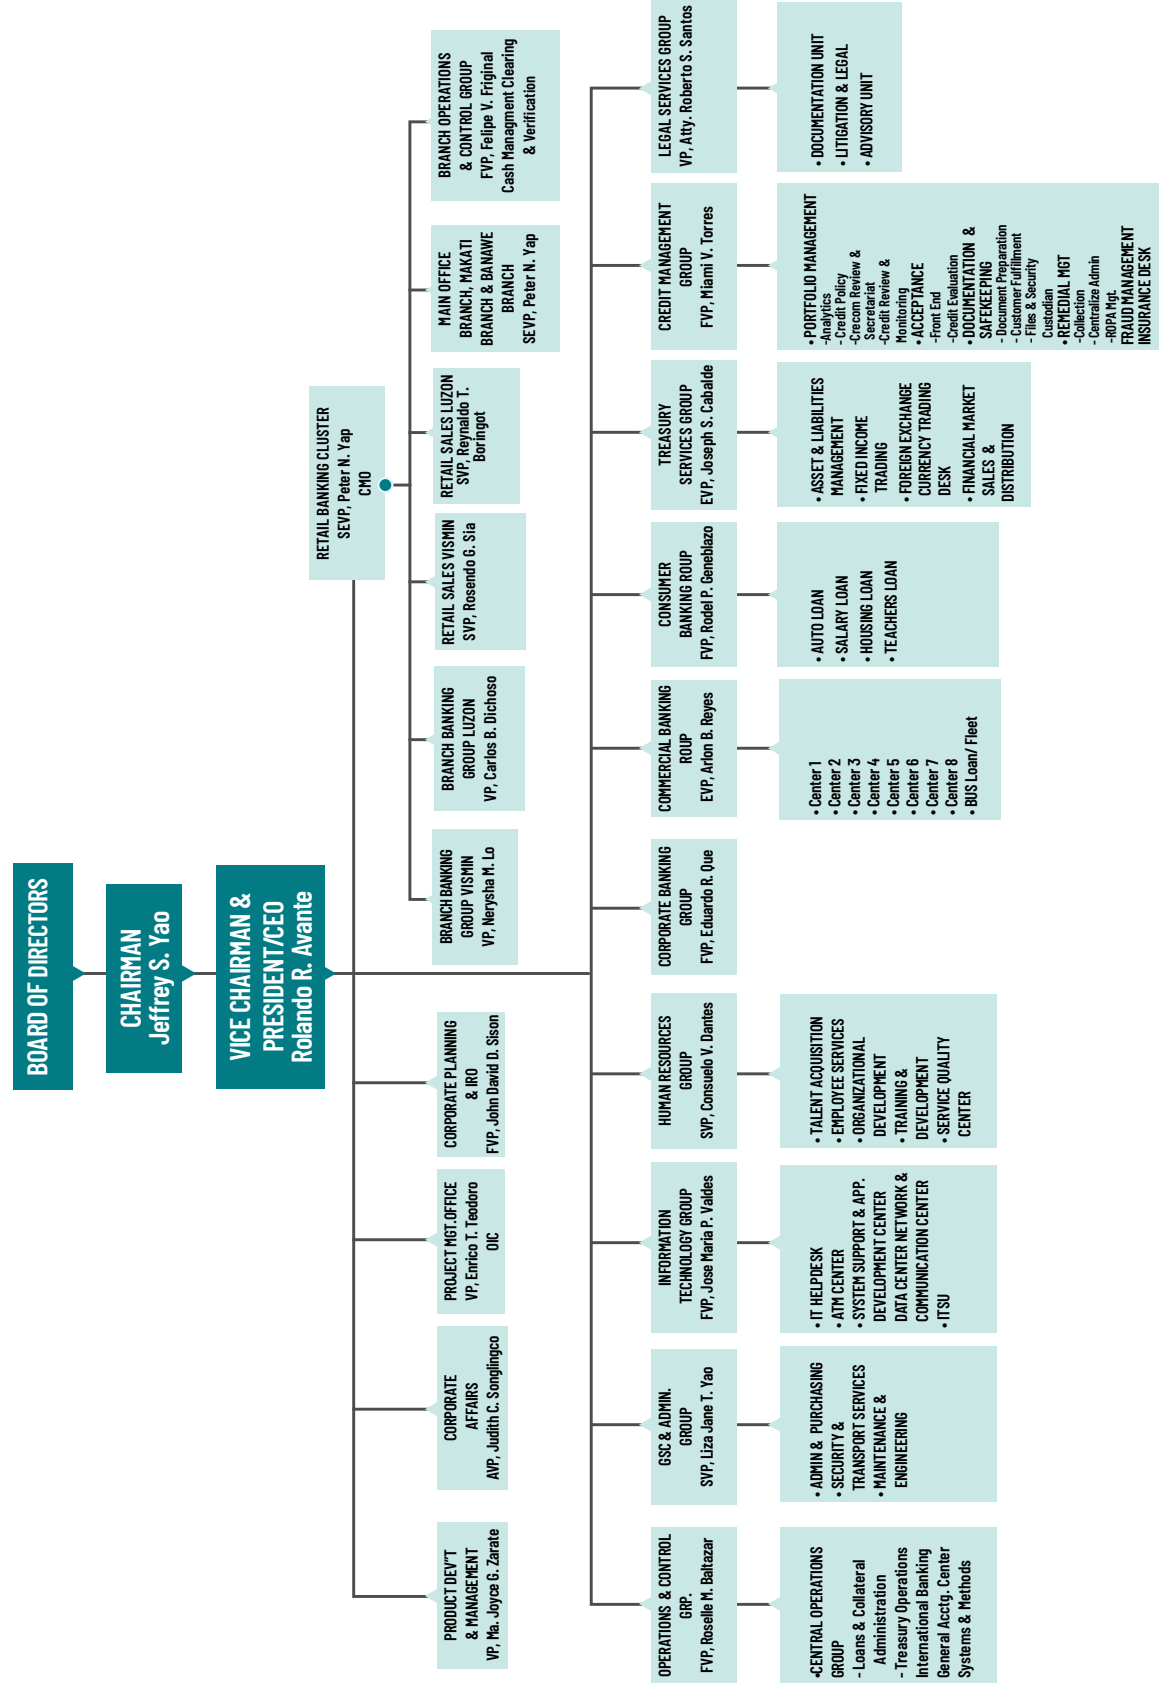 BOARD OF DIRECTORS
CHAIRMAN
Jeffrey S. Yao
VICE CHAIRMAN &
PRESIDENT/CEO
Rolando R. Avante
RETAIL BANKING CLUSTER
SEVP, Peter N. Yap
CMO
PRODUCT DEV"T
& MANAGEMENT
VP, Ma. Joyce G. Zarate
CORPORATE
AFFAIRS
AVP, Judith C. Songlingco
PROJECT MGT.OFFICE
VP, Enrico T. Teodoro
OIC
CORPORATE PLANNING
& IRO
FVP, John David D. Sison
BRANCH BANKING
GROUP VISMIN
VP, Nerysha M. Lo
BRANCH BANKING
GROUP LUZON
VP, Carlos B. Dichoso
RETAIL SALES VISMIN
SVP, Rosendo G. Sia
RETAIL SALES LUZON
SVP, Reynaldo T.
Boringot
MAIN OFFICE
BRANCH, MAKATI
BRANCH & BANAWE
BRANCH
SEVP, Peter N. Yap
BRANCH OPERATIONS
& CONTROL GROUP
FVP, Felipe V. Friginal
Cash Managment Clearing
& Verification
OPERATIONS & CONTROL
GRP.
FVP, Roselle M. Baltazar
GSC & ADMIN.
GROUP
SVP, Liza Jane T. Yao
INFORMATION
TECHNOLOGY GROUP
FVP, Jose Maria P. Valdes
HUMAN RESOURCES
GROUP
SVP, Consuelo V. Dantes
CORPORATE BANKING
GROUP
FVP, Eduardo R. Que
COMMERCIAL BANKING
ROUP
EVP, Arlon B. Reyes
CONSUMER
BANKING ROUP
FVP, Rodel P. Geneblazo
TREASURY
SERVICES GROUP
EVP, Joseph S. Cabalde
CREDIT MANAGEMENT
GROUP
FVP, Miami V. Torres
LEGAL SERVICES GROUP
VP, Atty. Roberto S. Santos
•CENTRAL OPERATIONS
GROUP
- Loans & Collateral
Administration
- Treasury Operations
International Banking
General Acctg. Center
Systems & Methods
• ADMIN & PURCHASING
• SECURITY &
TRANSPORT SERVICES
• MAINTENANCE &
ENGINEERING
• IT HELPDESK
• ATM CENTER
• SYSTEM SUPPORT & APP.
DEVELOPMENT CENTER
DATA CENTER NETWORK &
COMMUNICATION CENTER
• ITSU
• TALENT ACQUISITION
• EMPLOYEE SERVICES
• ORGANIZATIONAL
DEVELOPMENT
• TRAINING &
DEVELOPMENT
• SERVICE QUALITY
CENTER
• Center 1
• Center 2
• Center 3
• Center 4
• Center 5
• Center 6
• Center 7
• Center 8
• BUS Loan/ Fleet
• AUTO LOAN
• SALARY LOAN
• HOUSING LOAN
• TEACHERS LOAN
• ASSET & LIABILITIES
MANAGEMENT
• FIXED INCOME
TRADING
• FOREIGN EXCHANGE
CURRENCY TRADING
DESK
• FINANCIAL MARKET
SALES &
DISTRIBUTION
• PORTFOLIO MANAGEMENT
-Analytics
- Credit Policy
-Crecom Review &
Secretariat
-Credit Review &
Monitoring
• ACCEPTANCE
-Front End
-Credit Evaluation
• DOCUMENTATION &
SAFEKEEPING
- Document Preparation
- Customer Fulfillment
- Files & Security
Custodian
• REMEDIAL MGT
-Collection
- Centralize Admin
-ROPA Mgt.
FRAUD MANAGEMENT
INSURANCE DESK
• DOCUMENTATION UNIT
• LITIGATION & LEGAL
• ADVISORY UNIT